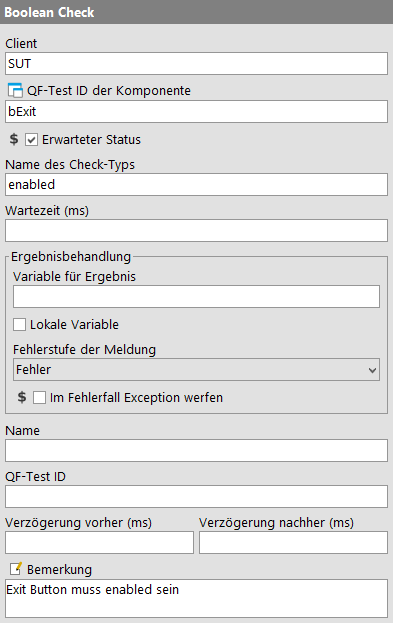 Boolean Check
Client
SUT
QF-Test ID der Komponente
bExit
$ Erwarteter Status
Name des Check-Typs
enabled
Wartezeit (ms)
Ergebnisbehandlung
Variable für Ergebnis
Lokale Variable
Fehlerstufe der Meldung
Fehler
$ Im Fehlerfall Exception werfen
Name
QF-Test ID
Verzögerung vorher (ms) Verzögerung nachher (ms)
Bemerkung
Exit Button muss enabled sein